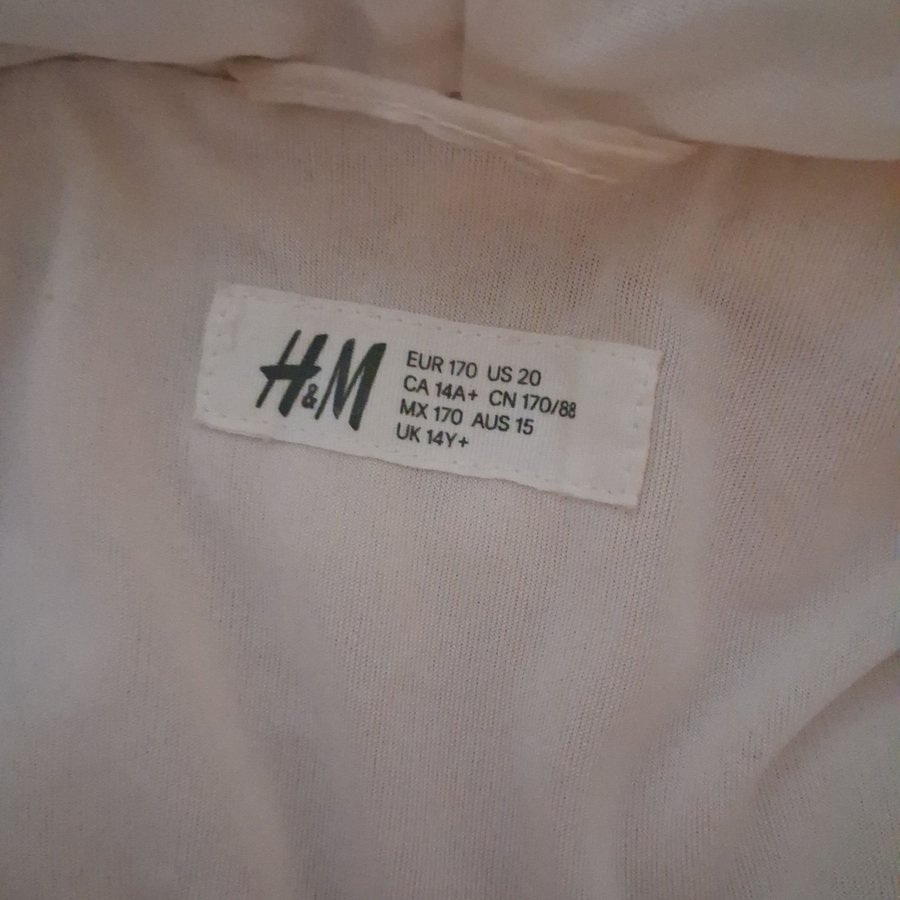 H&M
EUR 170 US 20
CA 14A+ CN 170/88
MX 170 AUS 15
UK 14Y+